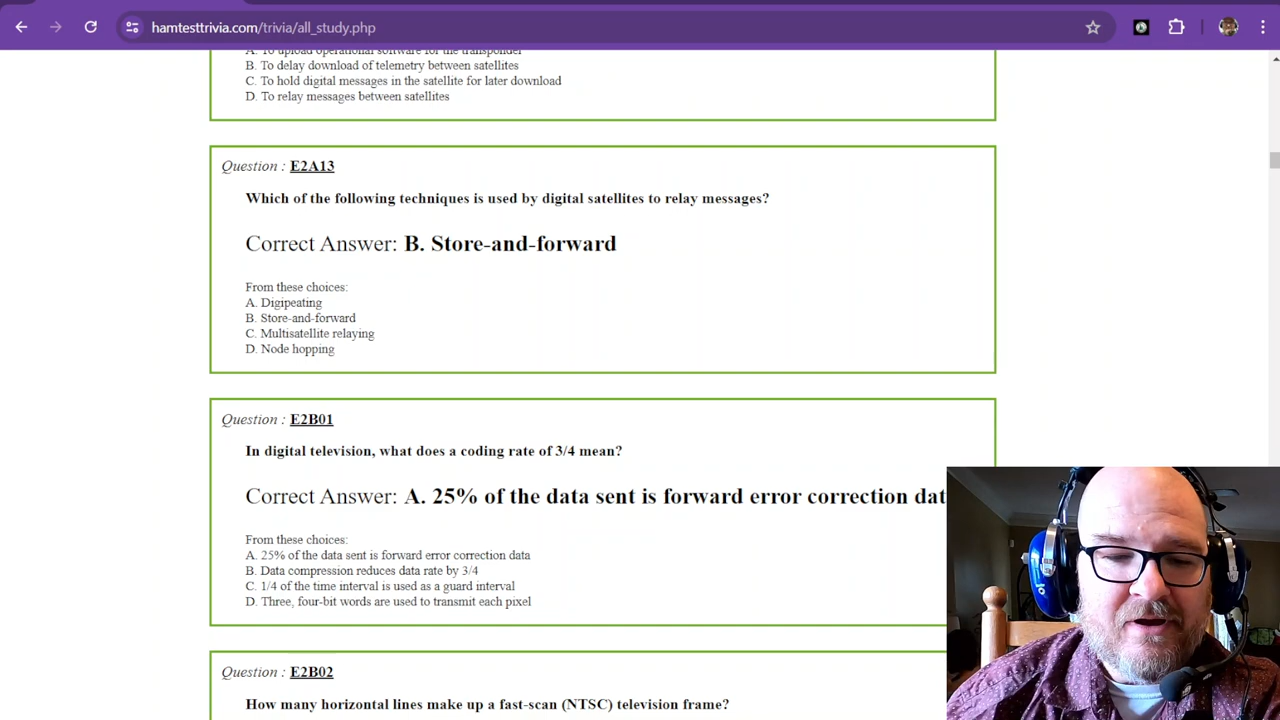 hamtesttrivia.com/trivia/all_study.php
A. To upload operational software for the transponder
B. To delay download of telemetry between satellites
C. To hold digital messages in the satellite for later download
D. To relay messages between satellites
Question : E2A13
Which of the following techniques is used by digital satellites to relay messages?
Correct Answer: B. Store-and-forward
From these choices:
A. Digipeating
B. Store-and-forward
C. Multisatellite relaying
D. Node hopping
Question : E2B01
In digital television, what does a coding rate of 3/4 mean?
Correct Answer: A. 25% of the data sent is forward error correction dat
From these choices:
A. 25% of the data sent is forward error correction data
B. Data compression reduces data rate by 3/4
C. 1/4 of the time interval is used as a guard interval
D. Three, four-bit words are used to transmit each pixel
Question : E2B02
How many horizontal lines make up a fast-scan (NTSC) television frame?